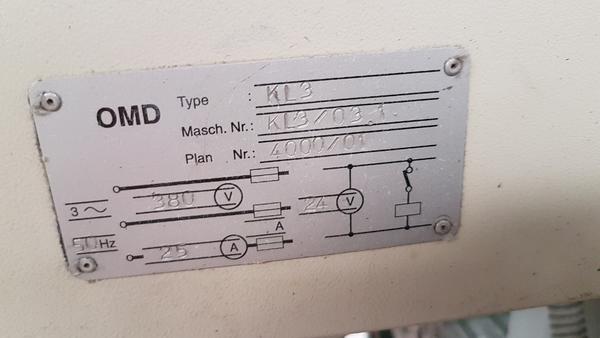 OMD
Type : KL3
Masch. Nr.: KL3/03.1.
Plan Nr.: 4000/01
3~ 380 V 24 V
A
50Hz 25 A